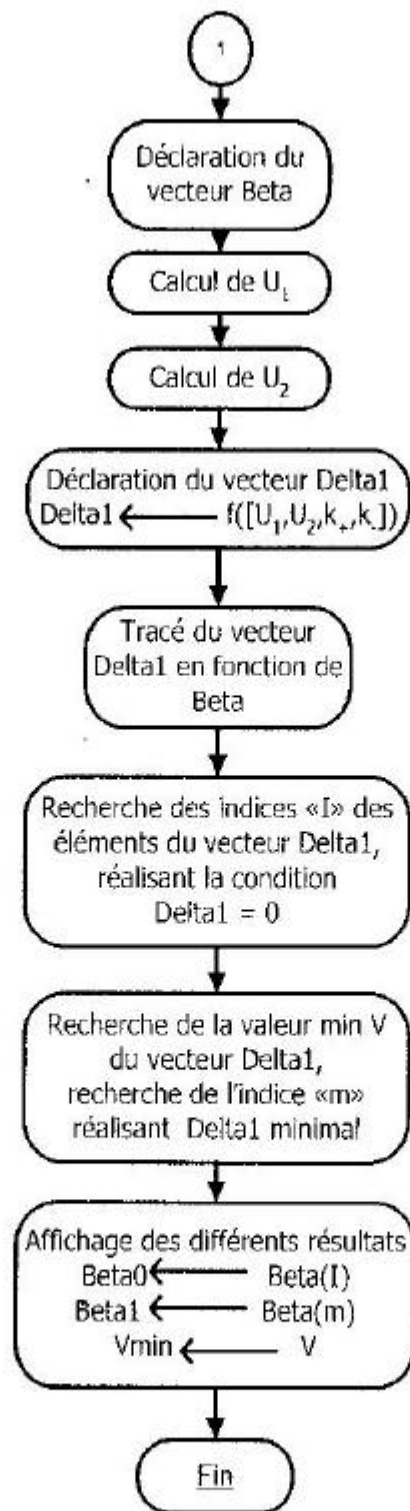 1
Déclaration du
vecteur Beta
Calcul de U₁
Calcul de U₂
Déclaration du vecteur Delta1
Delta1 ← f([U₁,U₂,k₊,k₋])
Tracé du vecteur
Delta1 en fonction de
Beta
Recherche des indices «I» des
éléments du vecteur Delta1,
réalisant la condition
Delta1 = 0
Recherche de la valeur min V
du vecteur Delta1,
recherche de l'indice «m»
réalisant Delta1 minimal
Affichage des différents résultats
Beta0 ← Beta(I)
Beta1 ← Beta(m)
Vmin ← V
Fin